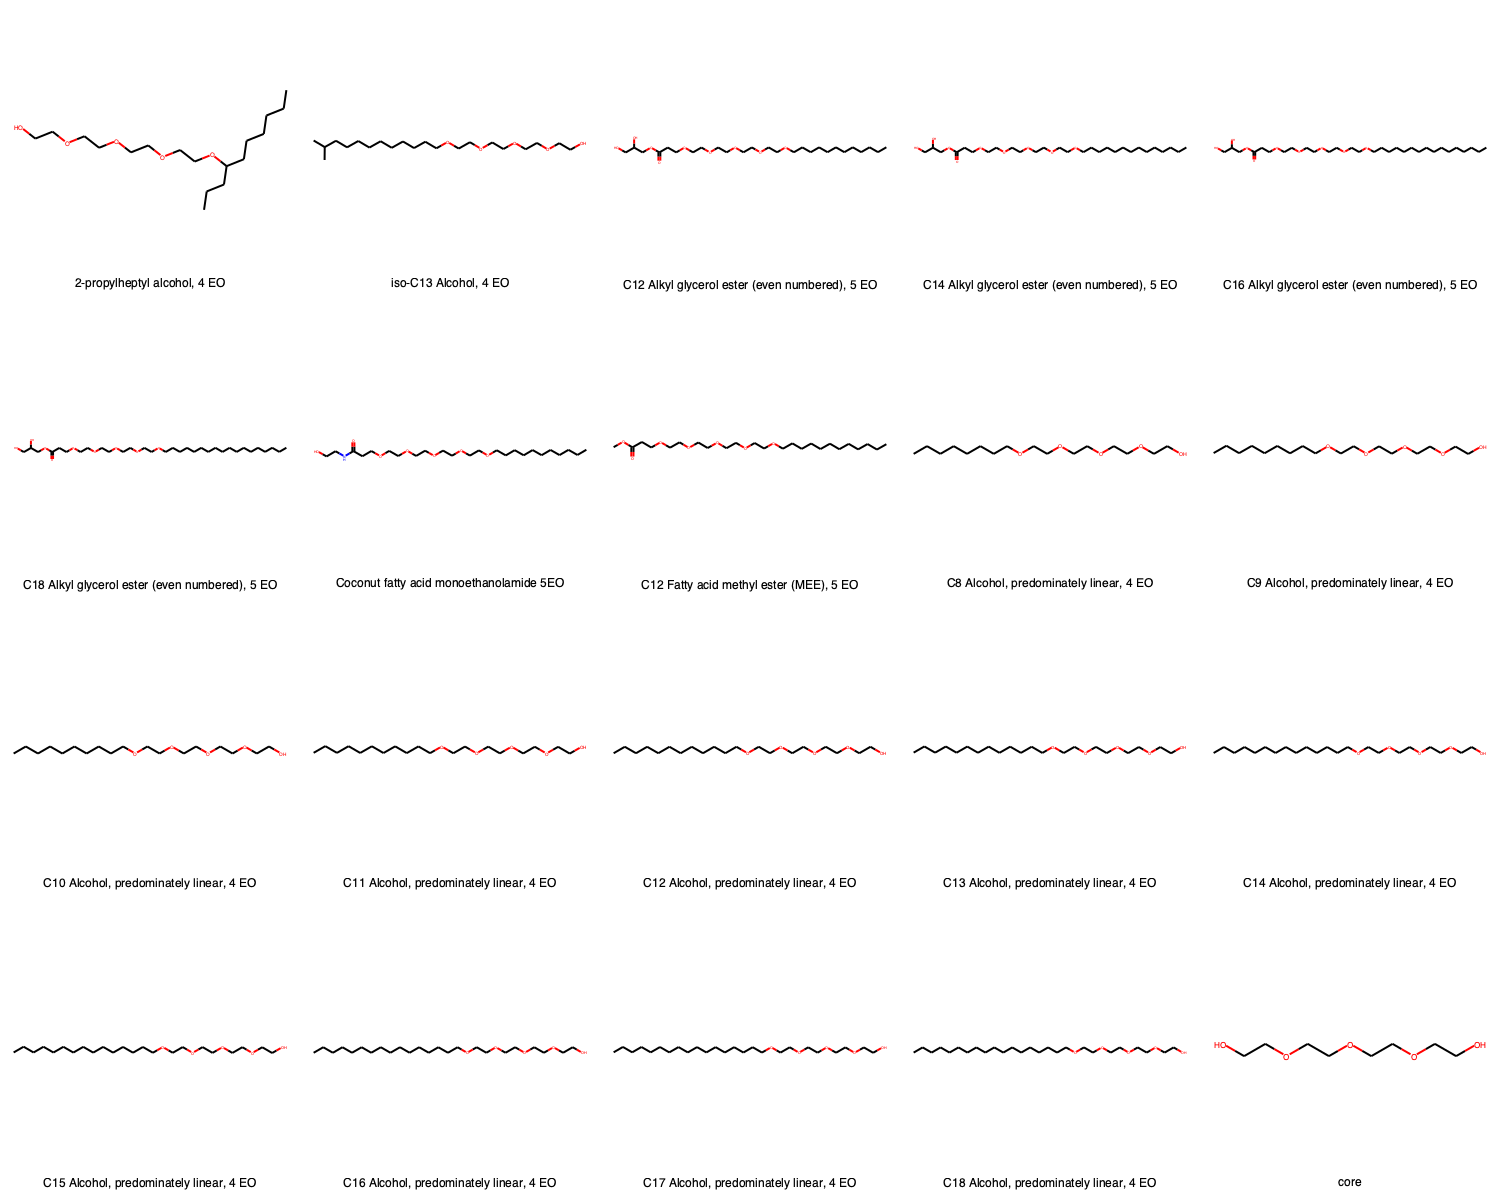 HO O O O O
2-propylheptyl alcohol, 4 EO
iso-C13 Alcohol, 4 EO
C12 Alkyl glycerol ester (even numbered), 5 EO
C14 Alkyl glycerol ester (even numbered), 5 EO
C16 Alkyl glycerol ester (even numbered), 5 EO
C18 Alkyl glycerol ester (even numbered), 5 EO
Coconut fatty acid monoethanolamide 5EO
C12 Fatty acid methyl ester (MEE), 5 EO
C8 Alcohol, predominately linear, 4 EO
C9 Alcohol, predominately linear, 4 EO
C10 Alcohol, predominately linear, 4 EO
C11 Alcohol, predominately linear, 4 EO
C12 Alcohol, predominately linear, 4 EO
C13 Alcohol, predominately linear, 4 EO
C14 Alcohol, predominately linear, 4 EO
HO O O O OH
C15 Alcohol, predominately linear, 4 EO
C16 Alcohol, predominately linear, 4 EO
C17 Alcohol, predominately linear, 4 EO
C18 Alcohol, predominately linear, 4 EO
core